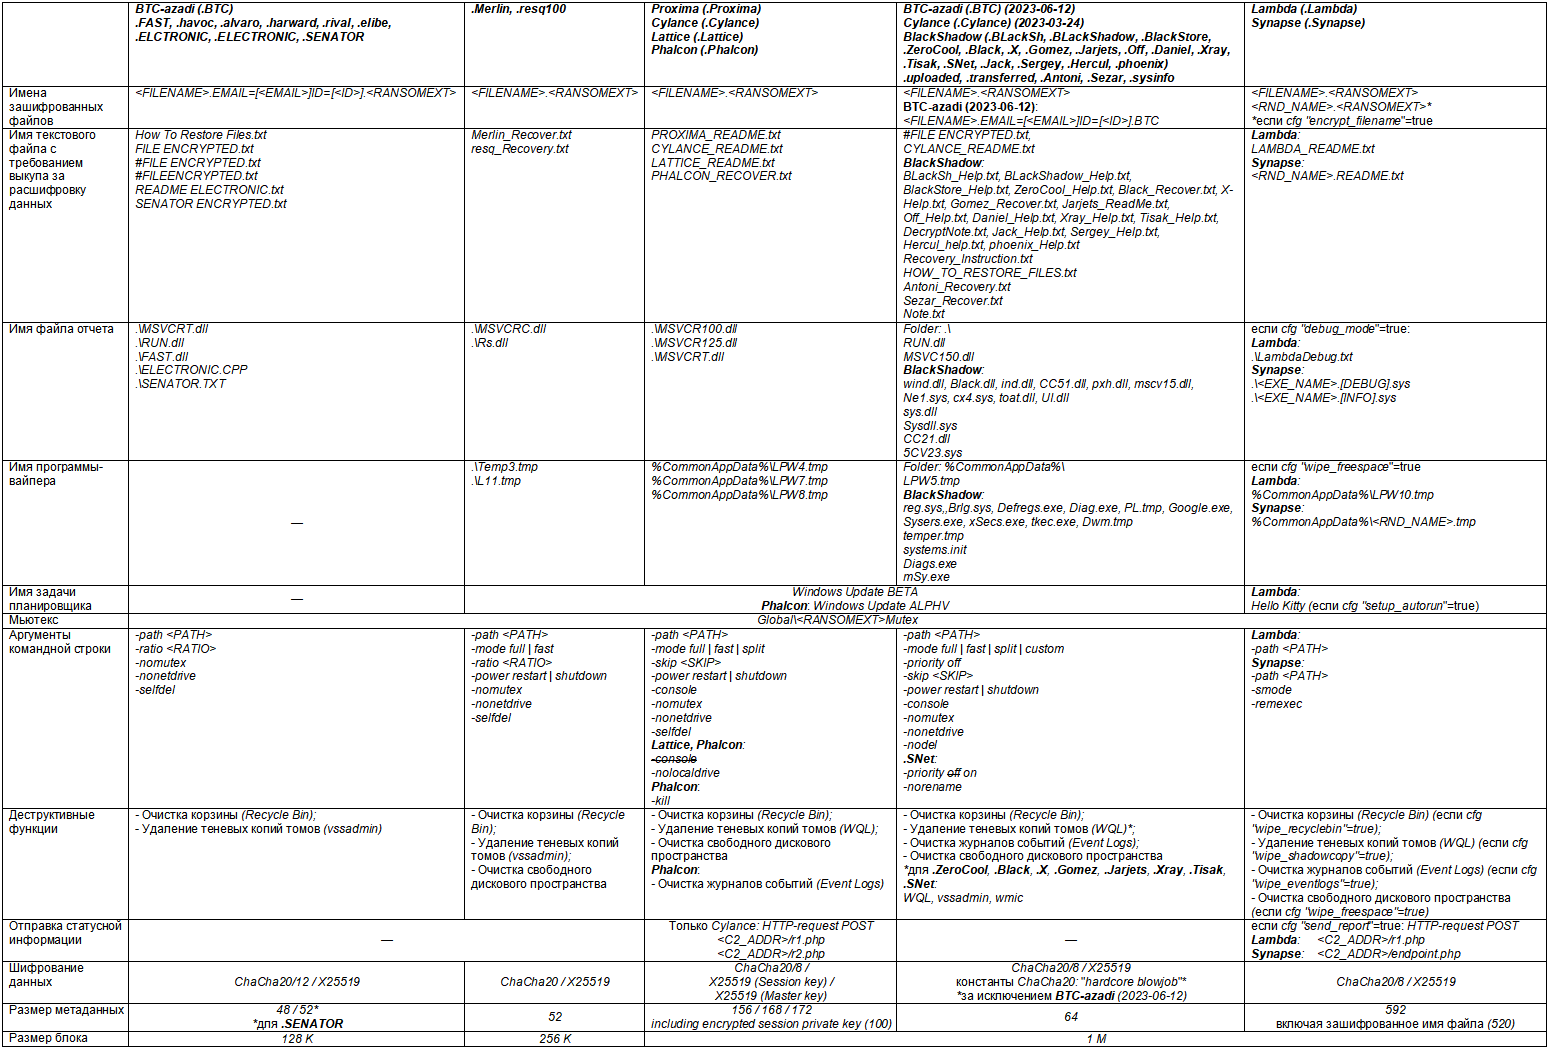 BTC-azadi (.BTC)
.FAST, .havoc, .alvaro, .harward, .rival, .elibe,
.ELCTRONIC, .ELECTRONIC, .SENATOR
.Merlin, .resq100
Proxima (.Proxima)
Cylance (.Cylance)
Lattice (.Lattice)
Phalcon (.Phalcon)
BTC-azadi (.BTC) (2023-06-12)
Cylance (.Cylance) (2023-03-24)
BlackShadow (.BLackSh, .BLackShadow, .BlackStore,
.ZeroCool, .Black, .X, .Gomez, .Jarjets, .Off, .Daniel, .Xray,
.Tisak, .SNet, .Jack, .Sergey, .Hercul, .phoenix)
.uploaded, .transferred, .Antoni, .Sezar, .sysinfo
Lambda (.Lambda)
Synapse (.Synapse)
Имена
зашифрованных
файлов
<FILENAME>.EMAIL=[<EMAIL>]ID=[<ID>].<RANSOMEXT>
<FILENAME>.<RANSOMEXT>
<FILENAME>.<RANSOMEXT>
<FILENAME>.<RANSOMEXT>
BTC-azadi (2023-06-12):
<FILENAME>.EMAIL=[<EMAIL>]ID=[<ID>].BTC
<FILENAME>.<RANSOMEXT>
<RND_NAME>.<RANSOMEXT>*
*если cfg "encrypt_filename"=true
Имя текстового
файла с
требованием
выкупа за
расшифровку
данных
How To Restore Files.txt
FILE ENCRYPTED.txt
#FILE ENCRYPTED.txt
#FILEENCRYPTED.txt
README ELECTRONIC.txt
SENATOR ENCRYPTED.txt
Merlin_Recover.txt
resq_Recovery.txt
PROXIMA_README.txt
CYLANCE_README.txt
LATTICE_README.txt
PHALCON_RECOVER.txt
#FILE ENCRYPTED.txt,
CYLANCE_README.txt
BlackShadow:
BLackSh_Help.txt, BLackShadow_Help.txt,
BlackStore_Help.txt, ZeroCool_Help.txt, Black_Recover.txt, X-
Help.txt, Gomez_Recover.txt, Jarjets_ReadMe.txt,
Off_Help.txt, Daniel_Help.txt, Xray_Help.txt, Tisak_Help.txt,
DecryptNote.txt, Jack_Help.txt, Sergey_Help.txt,
Hercul_help.txt, phoenix_Help.txt
Recovery_Instruction.txt
HOW_TO_RESTORE_FILES.txt
Antoni_Recovery.txt
Sezar_Recover.txt
Note.txt
Lambda:
LAMBDA_README.txt
Synapse:
<RND_NAME>.README.txt
Имя файла отчета
.\MSVCRT.dll
.\RUN.dll
.\FAST.dll
.\ELECTRONIC.CPP
.\SENATOR.TXT
.\MSVCRC.dll
.\Rs.dll
.\MSVCR100.dll
.\MSVCR125.dll
.\MSVCRT.dll
Folder: .\
RUN.dll
MSVC150.dll
BlackShadow:
wind.dll, Black.dll, ind.dll, CC51.dll, pxh.dll, mscv15.dll,
Ne1.sys, cx4.sys, toat.dll, UI.dll
sys.dll
Sysdll.sys
CC21.dll
5CV23.sys
если cfg "debug_mode"=true:
Lambda:
.\LambdaDebug.txt
Synapse:
.\<EXE_NAME>.[DEBUG].sys
.\<EXE_NAME>.[INFO].sys
Имя программы-
вайпера
—
.\Temp3.tmp
.\L11.tmp
%CommonAppData%\LPW4.tmp
%CommonAppData%\LPW7.tmp
%CommonAppData%\LPW8.tmp
Folder: %CommonAppData%\
LPW5.tmp
BlackShadow:
reg.sys,,Brlg.sys, Defregs.exe, Diag.exe, PL.tmp, Google.exe,
Sysers.exe, xSecs.exe, tkec.exe, Dwm.tmp
temper.tmp
systems.init
Diags.exe
mSy.exe
если cfg "wipe_freespace"=true
Lambda:
%CommonAppData%\LPW10.tmp
Synapse:
%CommonAppData%\<RND_NAME>.tmp
Имя задачи
планировщика
—
Windows Update BETA
Phalcon: Windows Update ALPHV
Lambda:
Hello Kitty (если cfg "setup_autorun"=true)
Мьютекс
Global\<RANSOMEXT>Mutex
Аргументы
командной строки
-path <PATH>
-ratio <RATIO>
-nomutex
-nonetdrive
-selfdel
-path <PATH>
-mode full | fast
-ratio <RATIO>
-power restart | shutdown
-nomutex
-nonetdrive
-selfdel
-path <PATH>
-mode full | fast | split
-skip <SKIP>
-power restart | shutdown
-console
-nomutex
-nonetdrive
-selfdel
Lattice, Phalcon:
-console
-nolocaldrive
Phalcon:
-kill
-path <PATH>
-mode full | fast | split | custom
-priority off
-skip <SKIP>
-power restart | shutdown
-console
-nomutex
-nonetdrive
-nodel
.SNet:
-priority off on
-norename
Lambda:
-path <PATH>
Synapse:
-path <PATH>
-smode
-remexec
Деструктивные
функции
- Очистка корзины (Recycle Bin);
- Удаление теневых копий томов (vssadmin)
- Очистка корзины (Recycle
Bin);
- Удаление теневых копий
томов (vssadmin);
- Очистка свободного
дискового пространства
- Очистка корзины (Recycle Bin);
- Удаление теневых копий томов (WQL);
- Очистка свободного дискового
пространства
Phalcon:
- Очистка журналов событий (Event Logs)
- Очистка корзины (Recycle Bin);
- Удаление теневых копий томов (WQL)*;
- Очистка журналов событий (Event Logs);
- Очистка свободного дискового пространства
*для .ZeroCool, .Black, .X, .Gomez, .Jarjets, .Xray, .Tisak,
.SNet:
WQL, vssadmin, wmic
- Очистка корзины (Recycle Bin) (если cfg
"wipe_recyclebin"=true);
- Удаление теневых копий томов (WQL) (если cfg
"wipe_shadowcopy"=true);
- Очистка журналов событий (Event Logs) (если cfg
"wipe_eventlogs"=true);
- Очистка свободного дискового пространства
(если cfg "wipe_freespace"=true)
Отправка статусной
информации
—
Только Cylance: HTTP-request POST
<C2_ADDR>/r1.php
<C2_ADDR>/r2.php
—
если cfg "send_report"=true: HTTP-request POST
Lambda: <C2_ADDR>/r1.php
Synapse: <C2_ADDR>/endpoint.php
Шифрование
данных
ChaCha20/12 / X25519
ChaCha20 / X25519
ChaCha20/8 /
X25519 (Session key) /
X25519 (Master key)
ChaCha20/8 / X25519
константы ChaCha20: "hardcore blowjob"*
*за исключением BTC-azadi (2023-06-12)
ChaCha20/8 / X25519
Размер метаданных
48 / 52*
*для .SENATOR
52
156 / 168 / 172
including encrypted session private key (100)
64
592
включая зашифрованное имя файла (520)
Размер блока
128 K
256 K
1 M